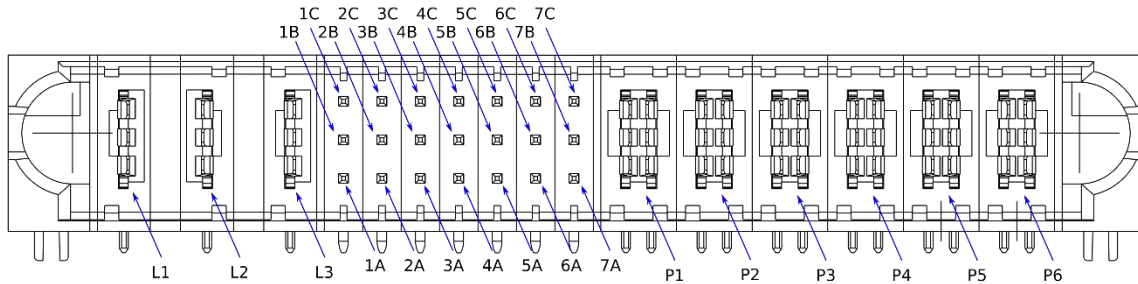 1C 2C 3C 4C 5C 6C 7C
1B 2B 3B 4B 5B 6B 7B
L1 L2 L3 1A 2A 3A 4A 5A 6A 7A P1 P2 P3 P4 P5 P6